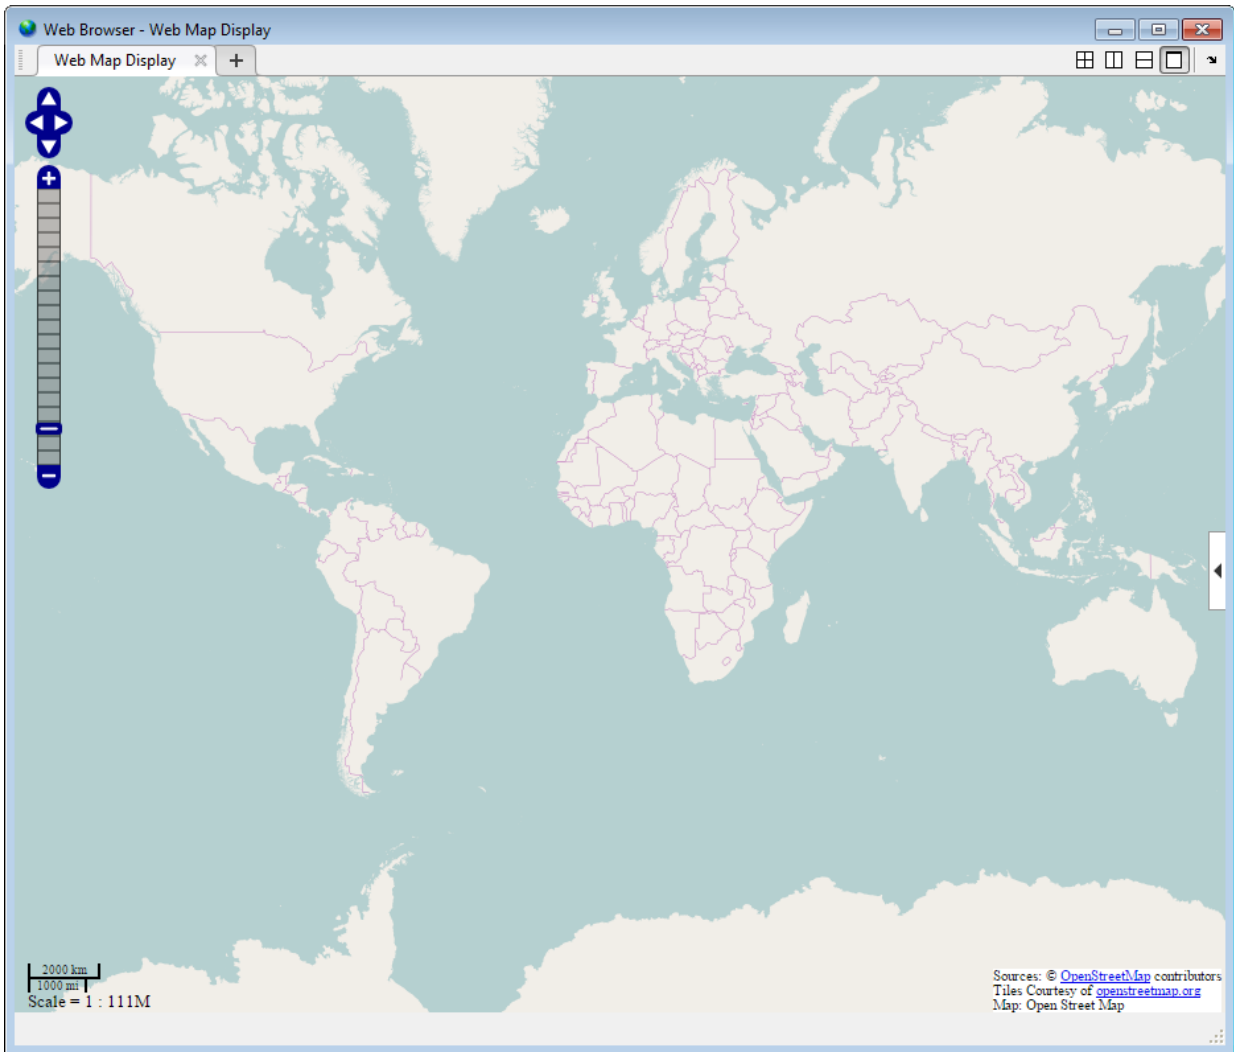 Web Browser - Web Map Display
Web Map Display
2000 km
1000 mi
Scale = 1 : 111M
Sources: © OpenStreetMap contributors
Tiles Courtesy of openstreetmap.org
Map: Open Street Map